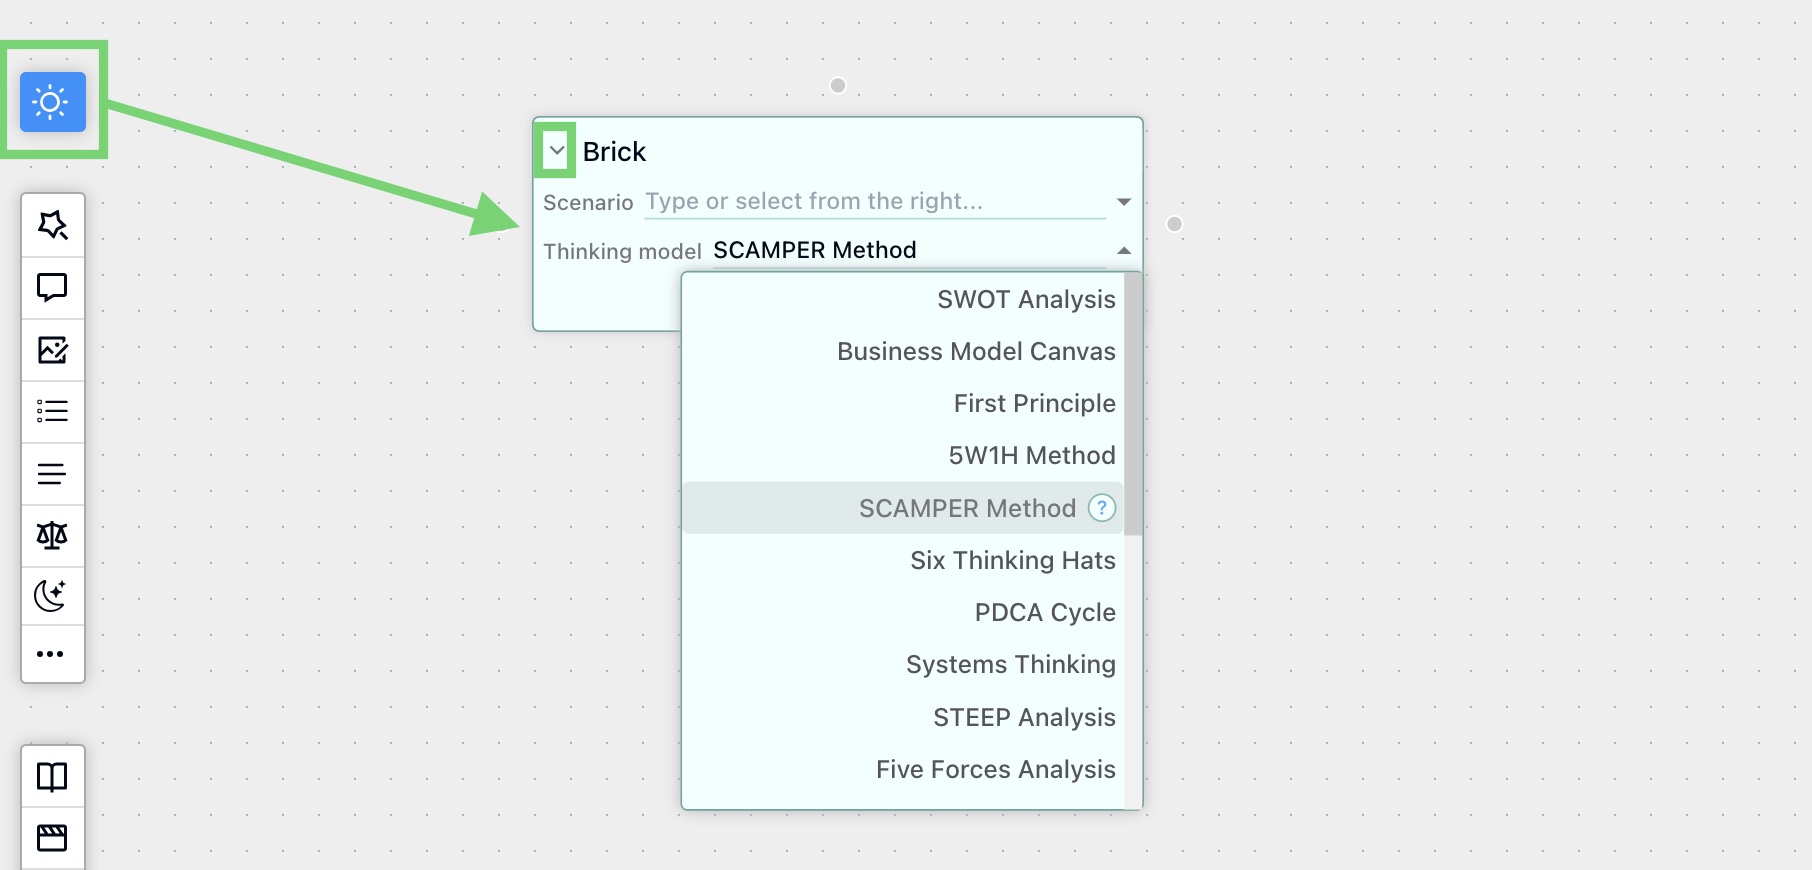 Brick
Scenario Type or select from the right...
Thinking model SCAMPER Method
SWOT Analysis
Business Model Canvas
First Principle
5W1H Method
SCAMPER Method ?
Six Thinking Hats
PDCA Cycle
Systems Thinking
STEEP Analysis
Five Forces Analysis